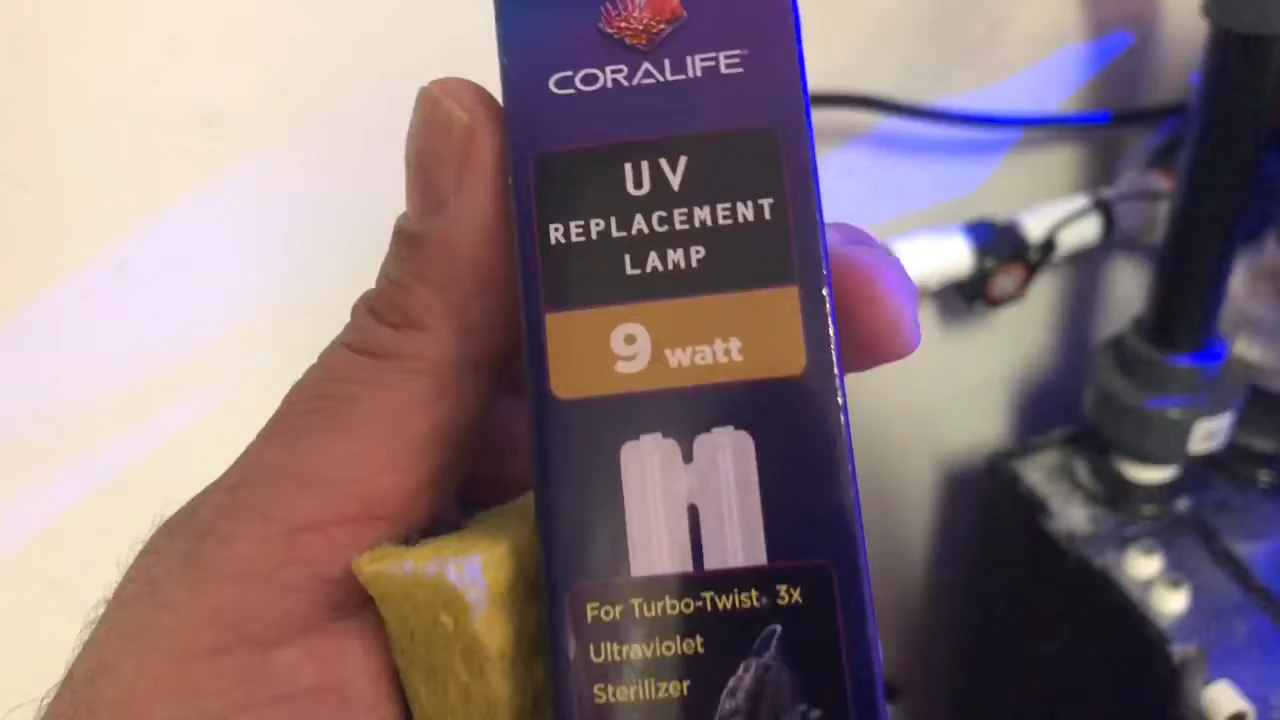 CORALIFE
UV
REPLACEMENT
LAMP
9 watt
For Turbo-Twist 3x
Ultraviolet
Sterilizer